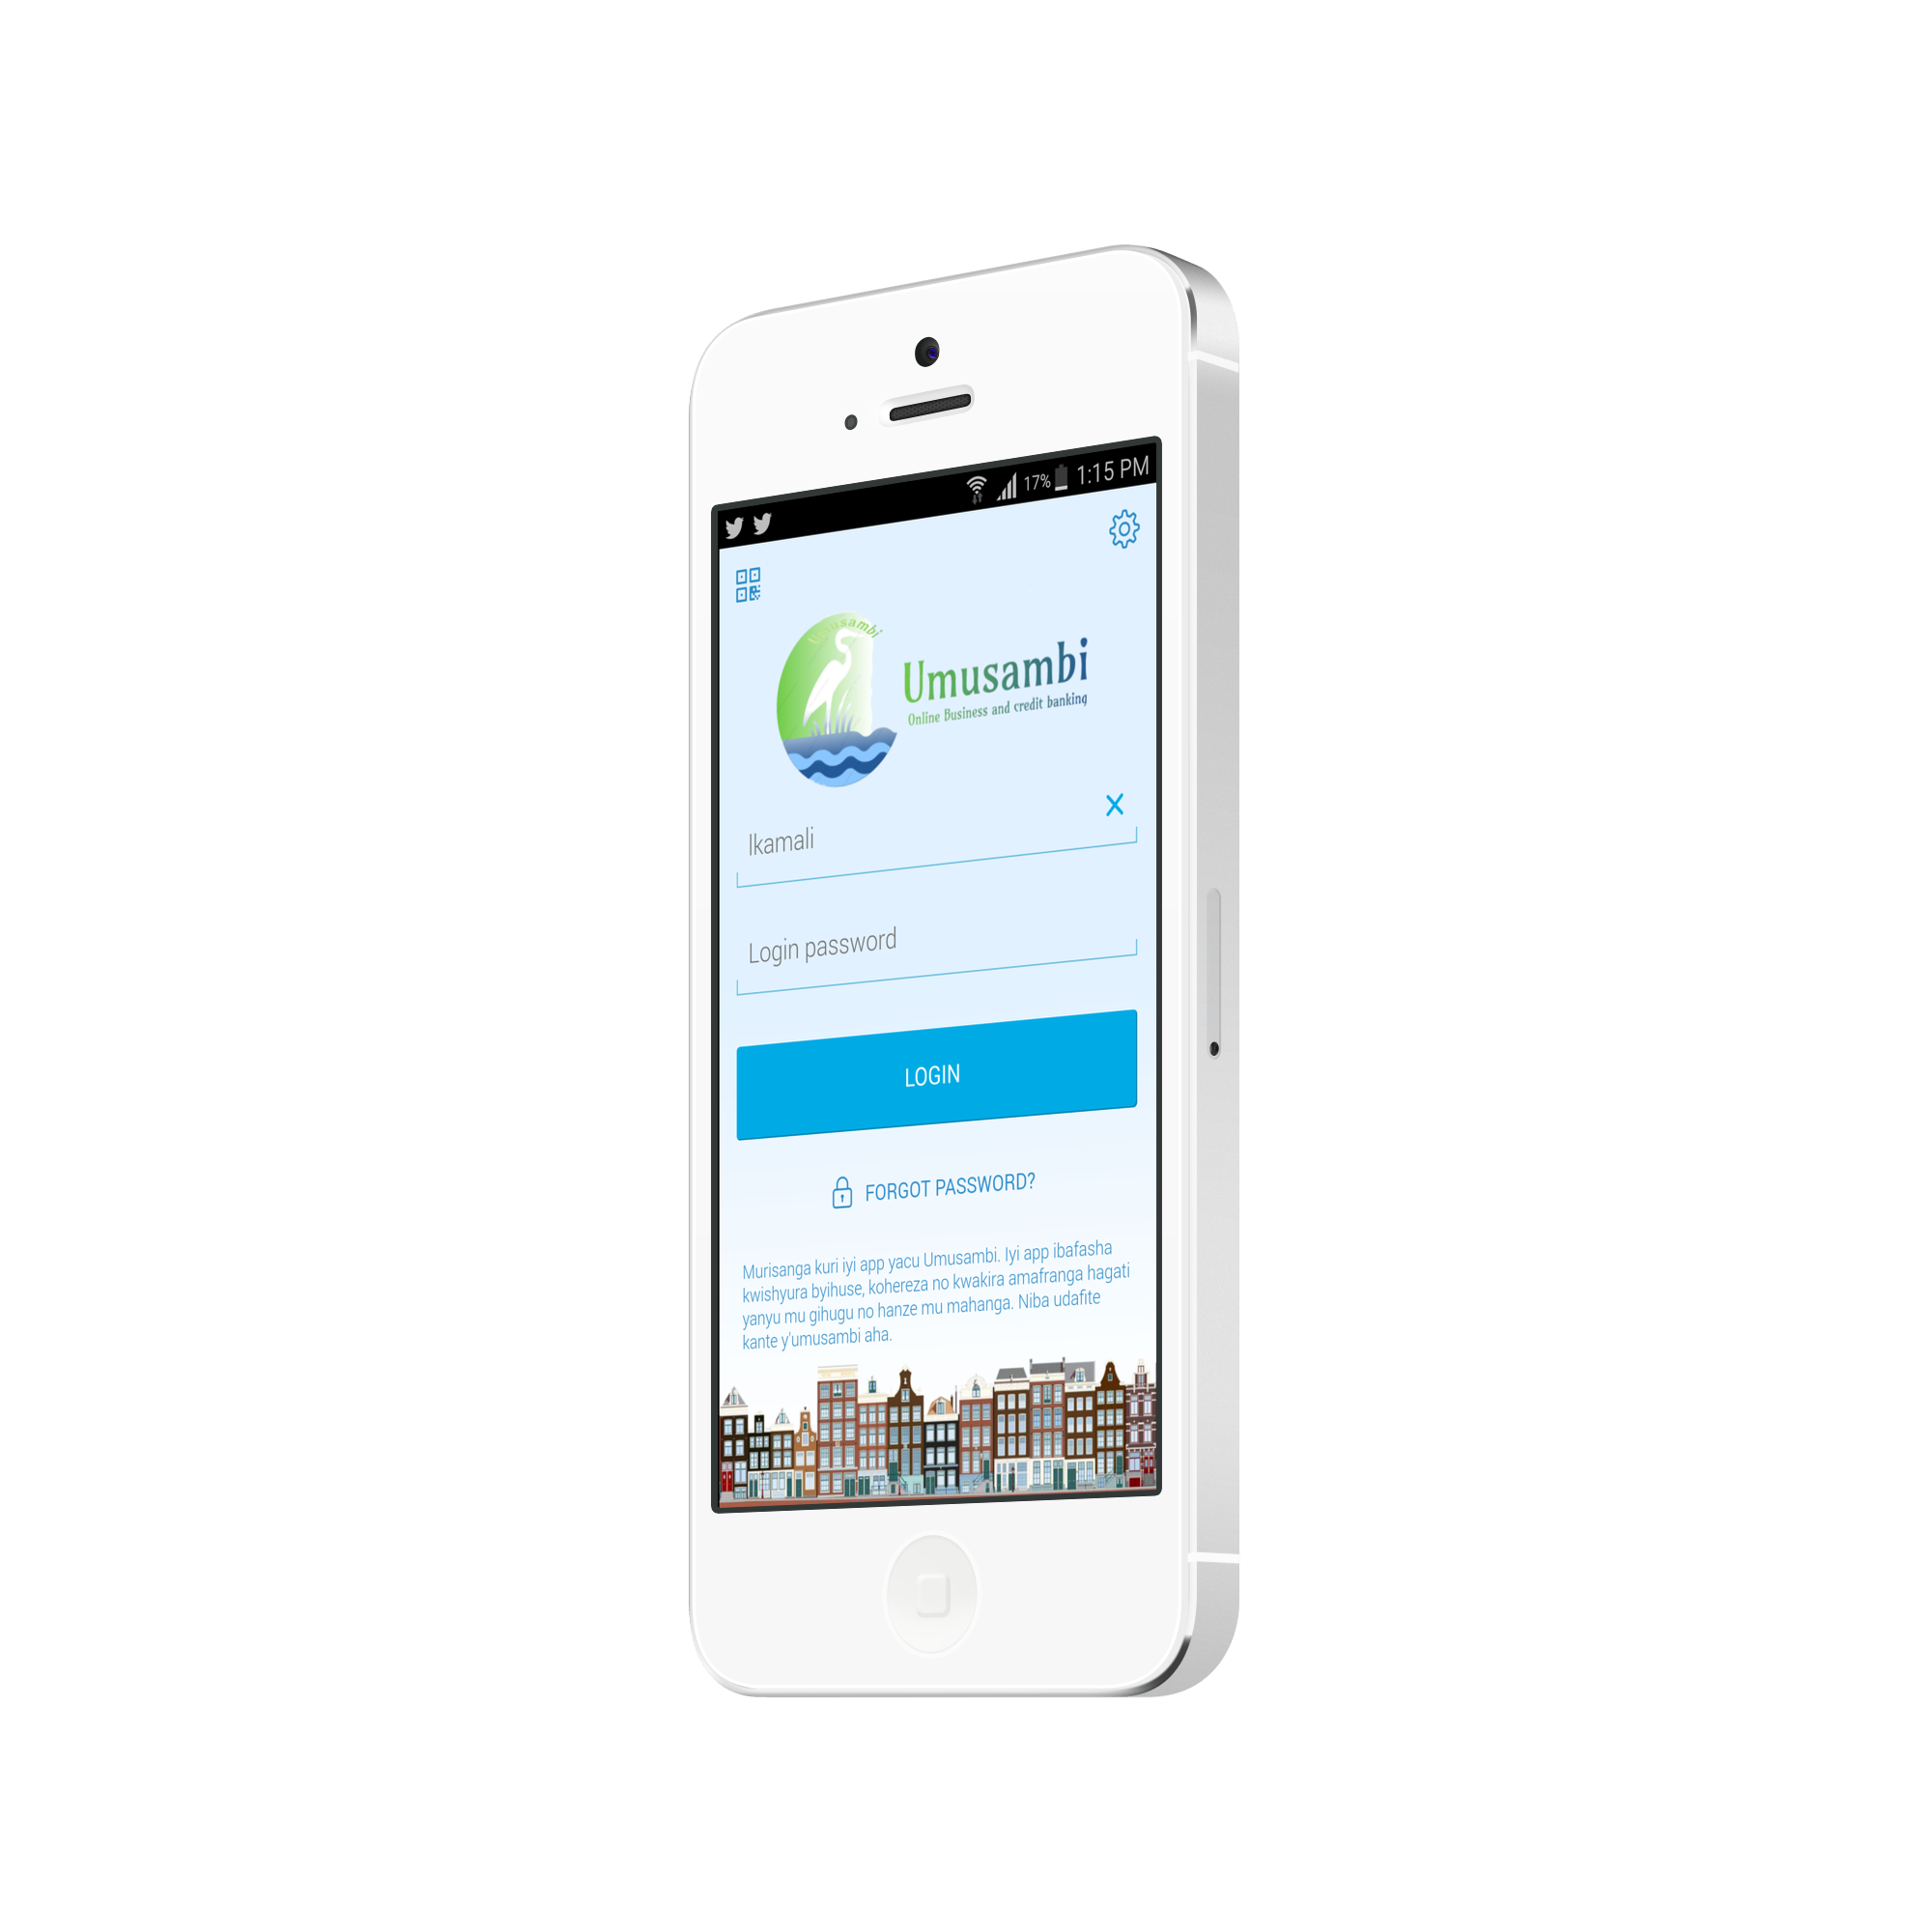 17% 1:15 PM
Umusambi
Umusambi
Online Business and credit banking
Ikamali
Login password
LOGIN
FORGOT PASSWORD?
Murisanga kuri iyi app yacu Umusambi. Iyi app ibafasha
kwishyura byihuse, kohereza no kwakira amafranga hagati
yanyu mu gihugu no hanze mu mahanga. Niba udafite
kante y'umusambi aha.